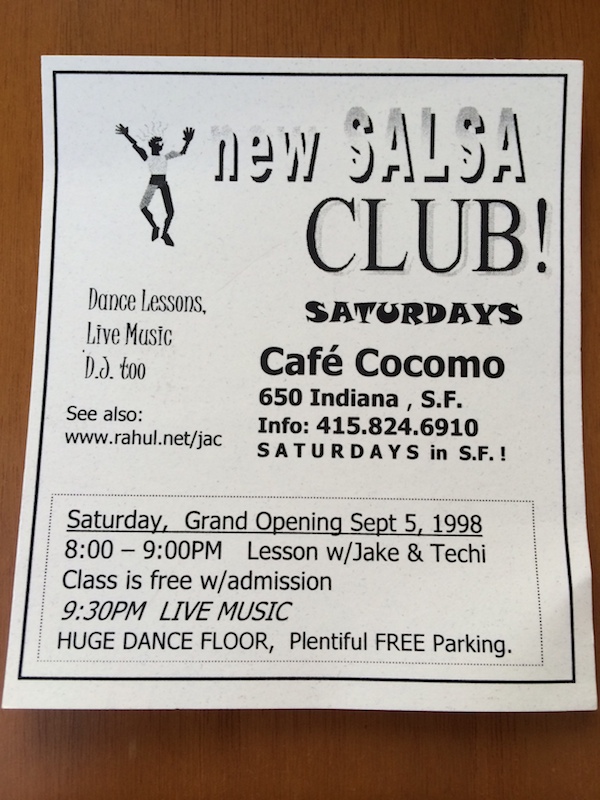 new SALSA
CLUB!
Dance Lessons,
Live Music
D.J. too
See also:
www.rahul.net/jac
SATURDAYS
Café Cocomo
650 Indiana , S.F.
Info: 415.824.6910
SATURDAYS in S.F. !
Saturday, Grand Opening Sept 5, 1998
8:00 – 9:00PM Lesson w/Jake & Techi
Class is free w/admission
9:30PM LIVE MUSIC
HUGE DANCE FLOOR, Plentiful FREE Parking.